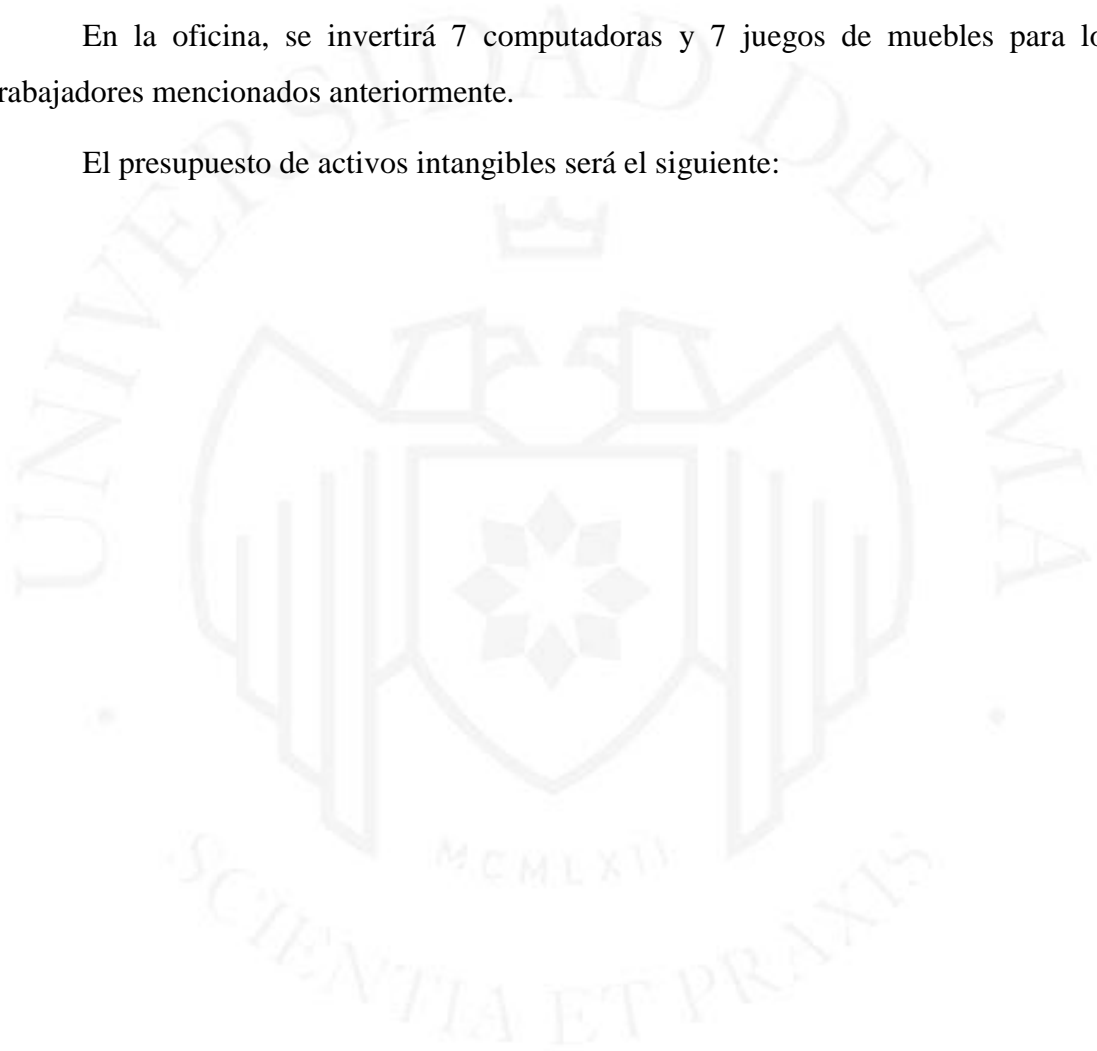 En la oficina, se invertirá 7 computadoras y 7 juegos de muebles para lo
rabajadores mencionados anteriormente.
El presupuesto de activos intangibles será el siguiente:
UNIVERSIDAD DE LIMA
MCMLXII
SCIENTIA ET PRAXIS